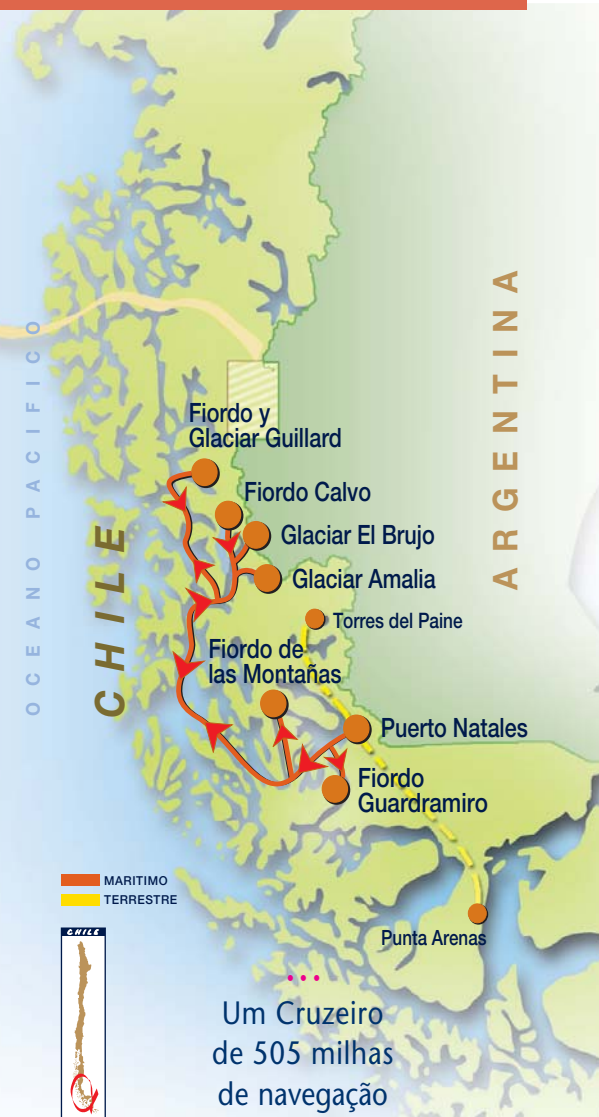 Fiordo y
Glaciar Guillard
Fiordo Calvo
Glaciar El Brujo
Glaciar Amalia
Torres del Paine
Fiordo de
las Montañas
Puerto Natales
Fiordo
Guardramiro
Punta Arenas
OCEANO PACIFICO
CHILE
ARGENTINA
MARITIMO
TERRESTRE
CHILE
...
Um Cruzeiro
de 505 milhas
de navegação